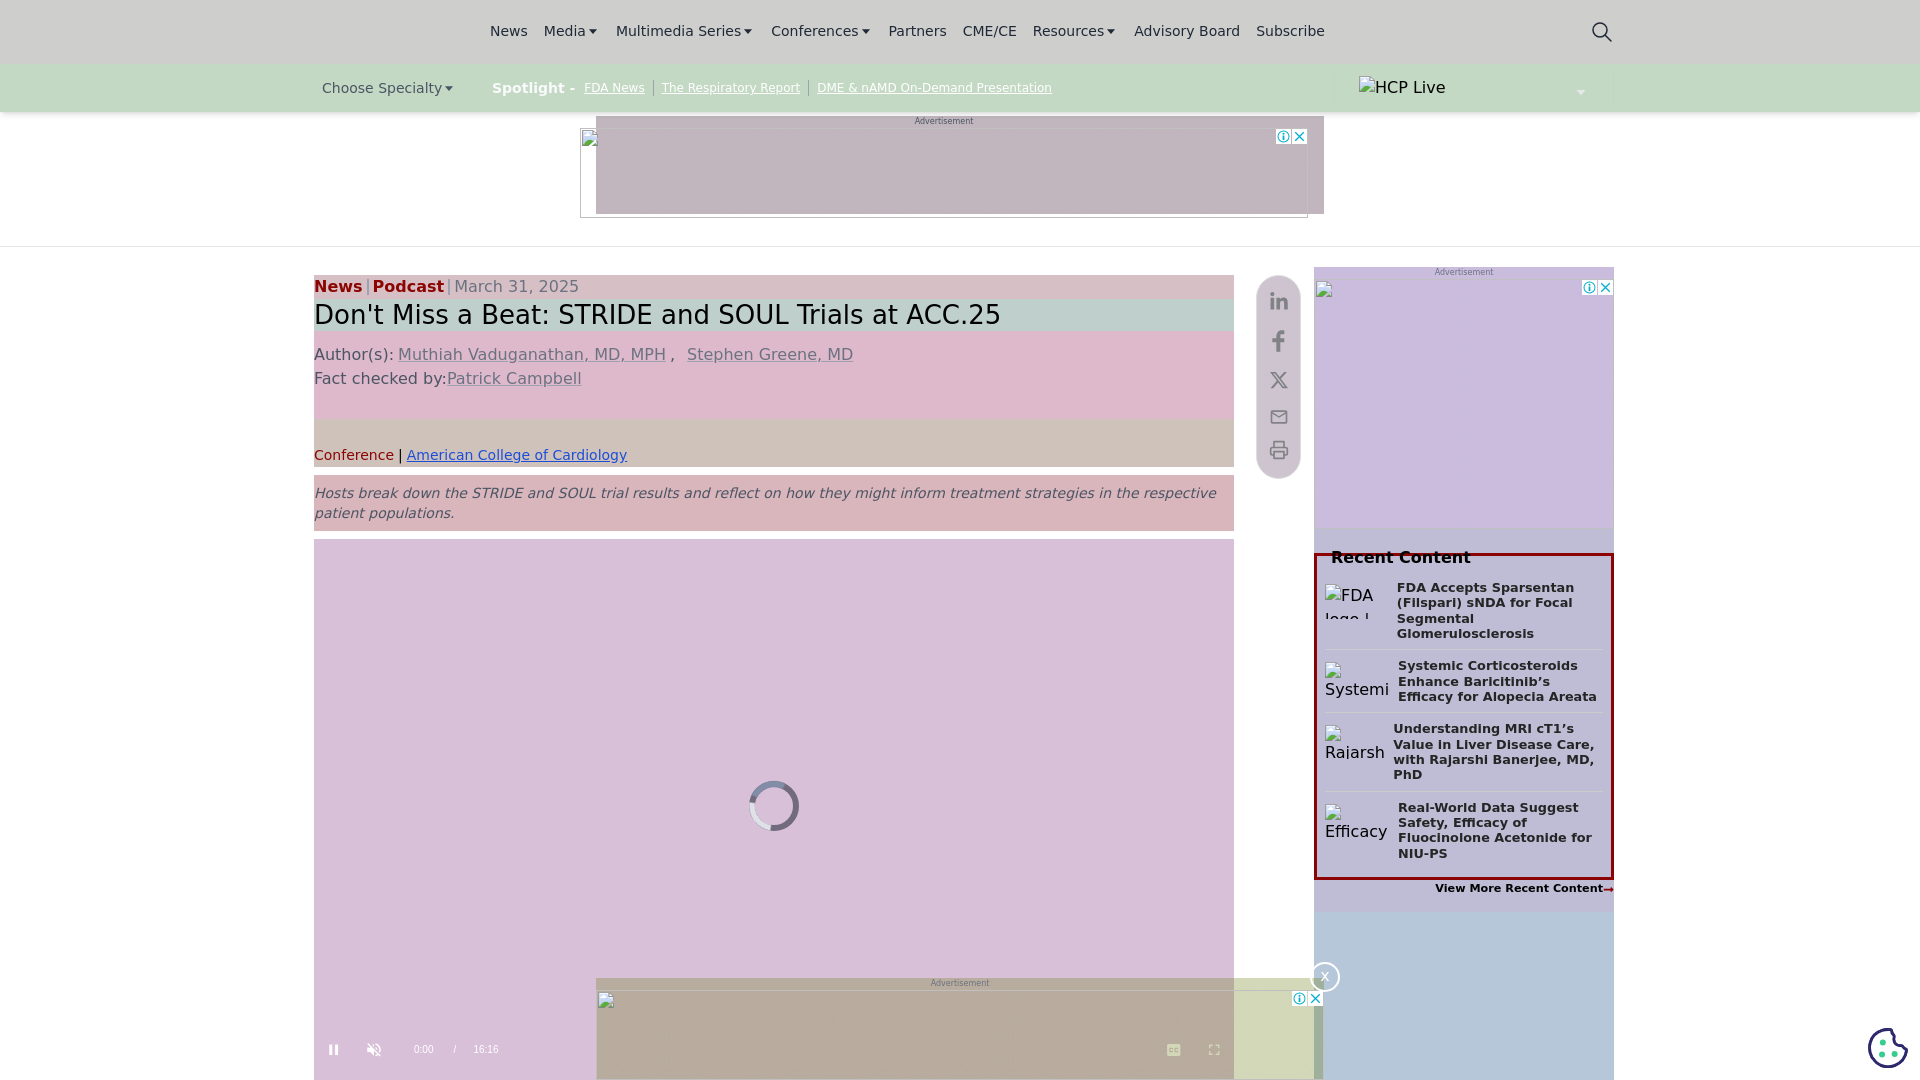 News Media Multimedia Series Conferences Partners CME/CE Resources Advisory Board Subscribe
Choose Specialty Spotlight - FDA News The Respiratory Report DME & nAMD On-Demand Presentation HCP Live
Advertisement
News | Podcast | March 31, 2025
Don't Miss a Beat: STRIDE and SOUL Trials at ACC.25
Author(s): Muthiah Vaduganathan, MD, MPH , Stephen Greene, MD
Fact checked by: Patrick Campbell
Conference | American College of Cardiology
Hosts break down the STRIDE and SOUL trial results and reflect on how they might inform treatment strategies in the respective
patient populations.
0:00 / 16:16
CC
Advertisement
X
Advertisement
Recent Content
FDA
FDA Accepts Sparsentan
(Filspari) sNDA for Focal
Segmental
Glomerulosclerosis
Systemi
Systemic Corticosteroids
Enhance Baricitinib’s
Efficacy for Alopecia Areata
Rajarsh
Understanding MRI cT1’s
Value in Liver Disease Care,
with Rajarshi Banerjee, MD,
PhD
Efficacy
Real-World Data Suggest
Safety, Efficacy of
Fluocinolone Acetonide for
NIU-PS
View More Recent Content→